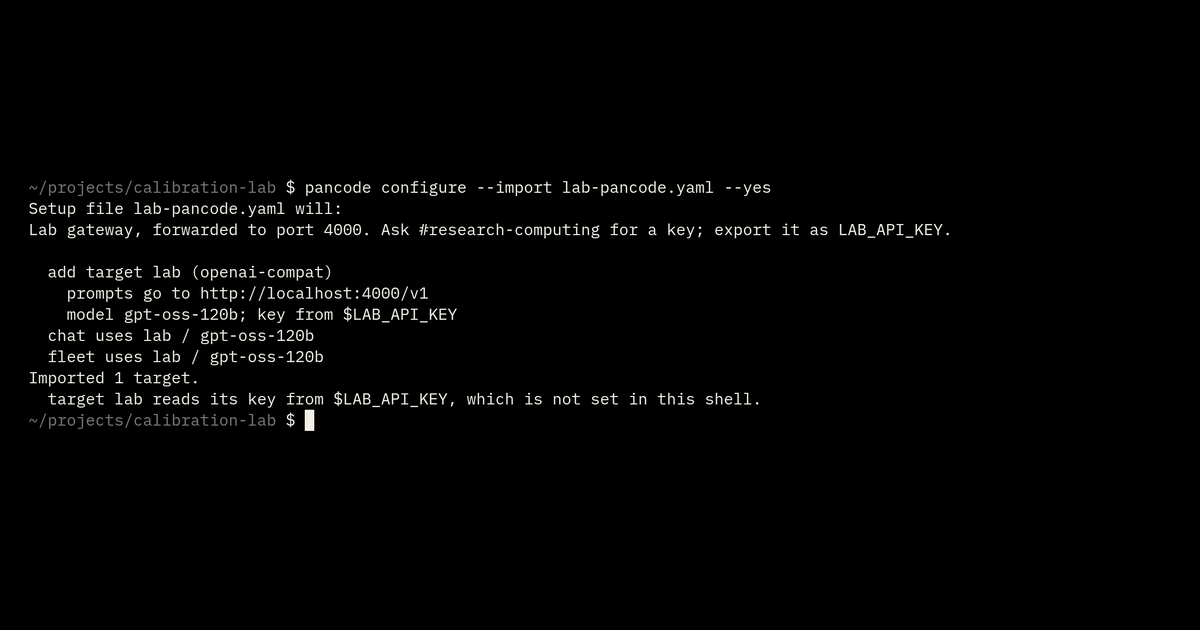 ~/projects/calibration-lab $ pancode configure --import lab-pancode.yaml --yes
Setup file lab-pancode.yaml will:
Lab gateway, forwarded to port 4000. Ask #research-computing for a key; export it as LAB_API_KEY.
add target lab (openai-compat)
prompts go to http://localhost:4000/v1
model gpt-oss-120b; key from $LAB_API_KEY
chat uses lab / gpt-oss-120b
fleet uses lab / gpt-oss-120b
Imported 1 target.
target lab reads its key from $LAB_API_KEY, which is not set in this shell.
~/projects/calibration-lab $